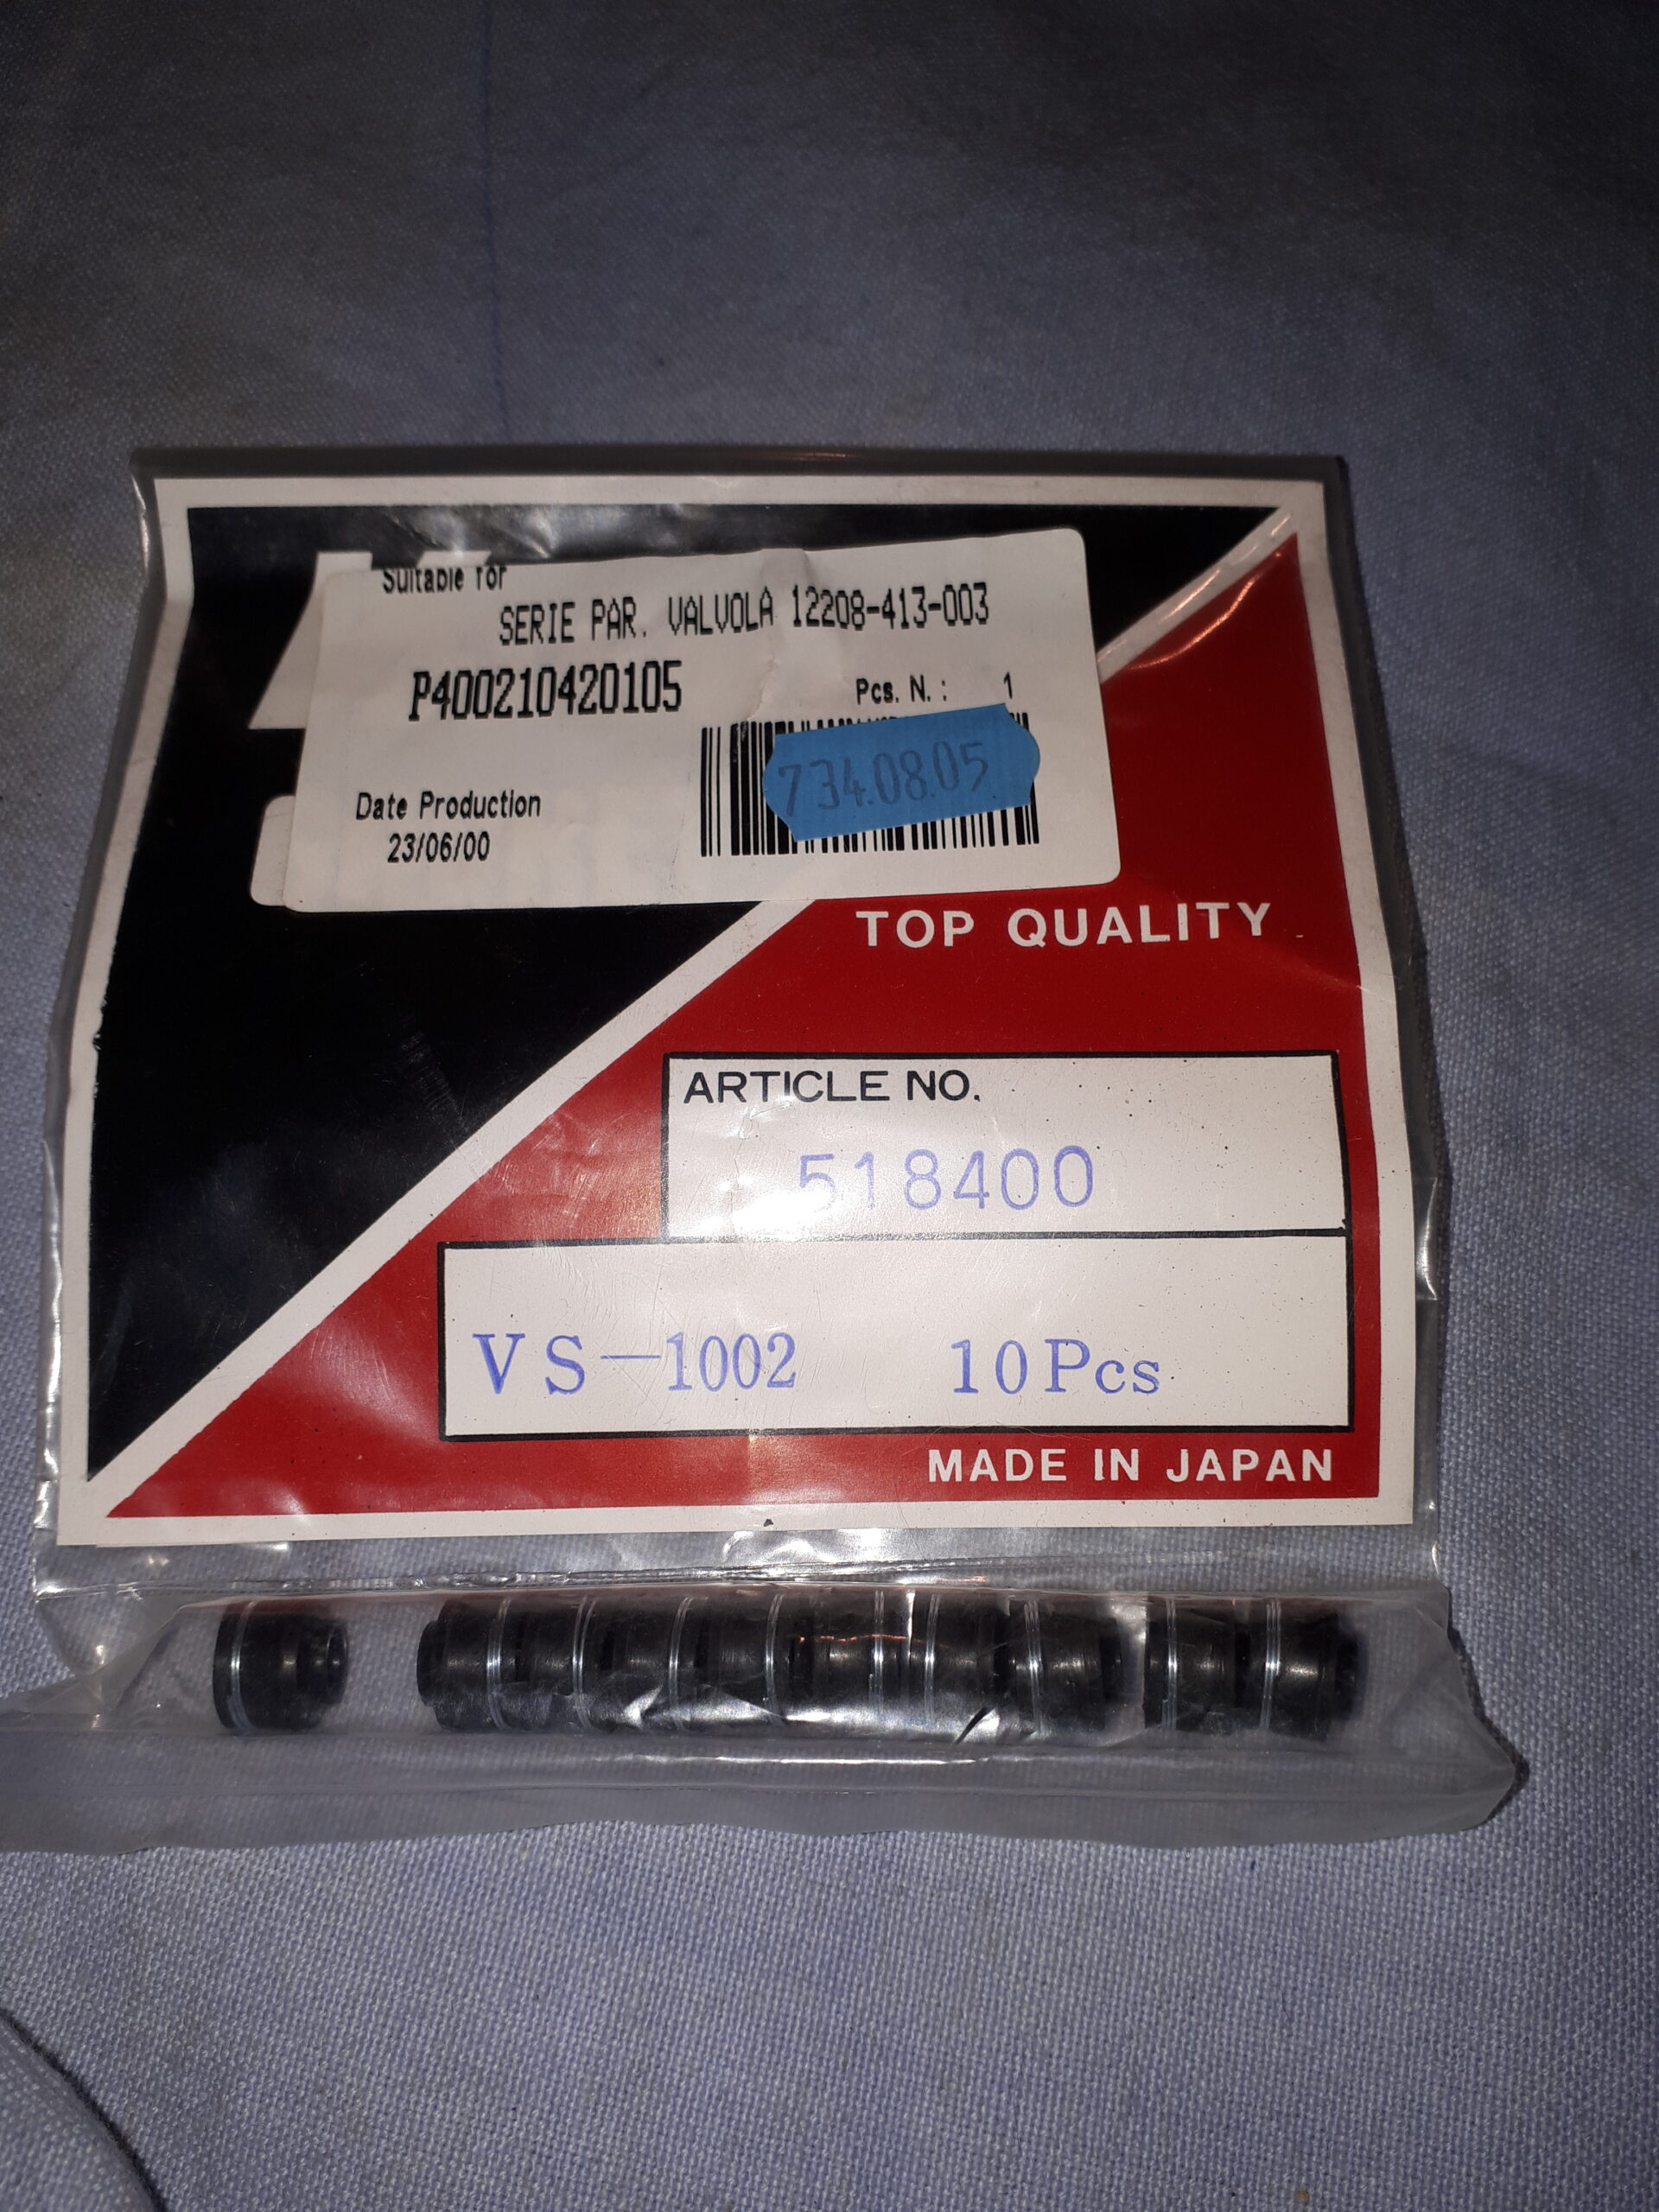 Suitable for
SERIE PAR. VALVOLA 12208-413-003
P400210420105
Pcs. N. : 1
734.08.05
Date Production
23/06/00
TOP QUALITY
ARTICLE NO.
518400
VS-1002 10Pcs
MADE IN JAPAN